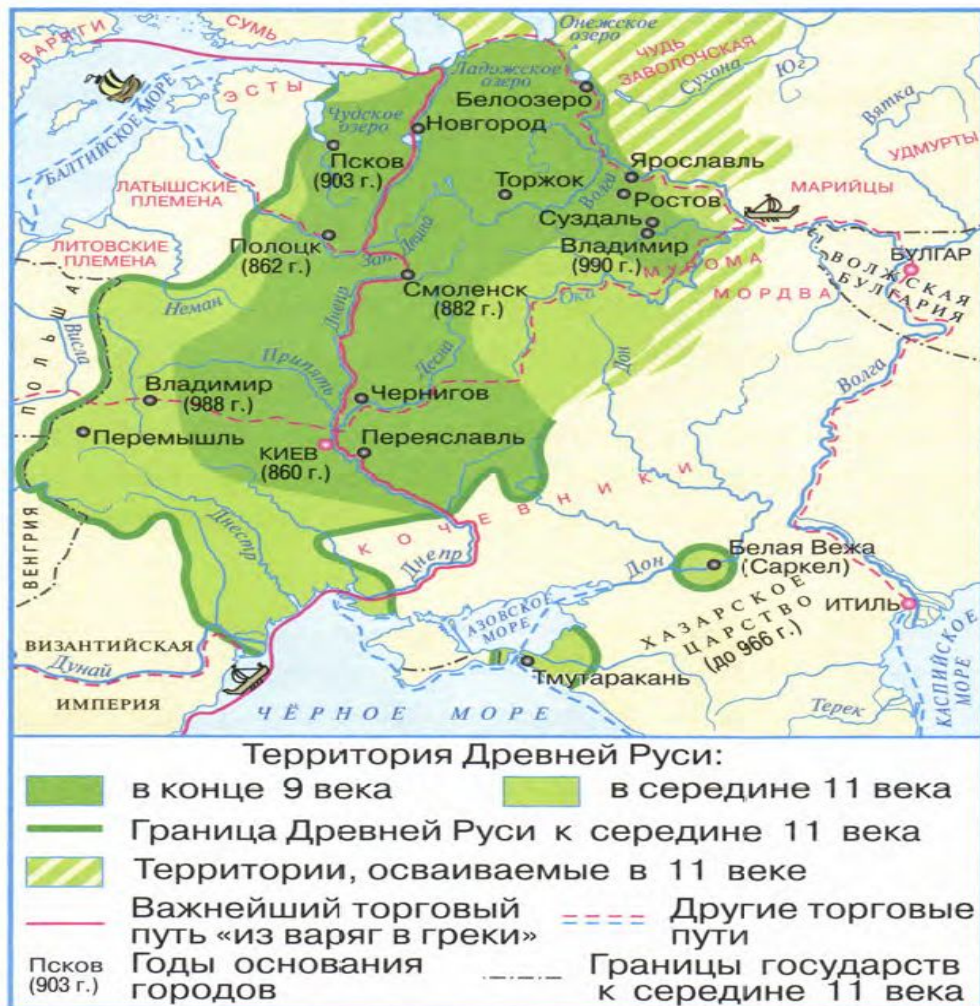 ВАРЯГИ
СУМЬ
Онежское
озеро
ЧУДЬ
ЗАВОЛОЧСКАЯ
Сухона
Юг
Ладожское
озеро
Белоозеро
ЭСТЫ
БАЛТИЙСКОЕ МОРЕ
Чудское
озеро
Новгород
Вятка
УДМУРТЫ
Псков
(903 г.)
Ярославль
ЛАТЫШСКИЕ
ПЛЕМЕНА
Торжок
Волга
Ростов
МАРИЙЦЫ
Суздаль
ЛИТОВСКИЕ
ПЛЕМЕНА
Полоцк
(862 г.)
Зап.
Двина
Владимир
(990 г.)
МУРОМА
БУЛГАР
ВОЛЖСКАЯ
БУЛГАРИЯ
Смоленск
(882 г.)
Ока
МОРДВА
Неман
Днепр
ПОЛЬША
Висла
Дон
Волга
Припять
Десна
Владимир
(988 г.)
Чернигов
Перемышль
КИЕВ
(860 г.)
Переяславль
КОЧЕВНИКИ
ВЕНГРИЯ
Днестр
Днепр
Дон
Белая Вежа
(Саркел)
АЗОВСКОЕ
МОРЕ
ХАЗАРСКОЕ
ЦАРСТВО
(до 966 г.)
ИТИЛЬ
ВИЗАНТИЙСКАЯ
Дунай
ИМПЕРИЯ
Тмутаракань
ЧЁРНОЕ МОРЕ
Терек
КАСПИЙСКОЕ
МОРЕ
Территория Древней Руси:
в конце 9 века
в середине 11 века
Граница Древней Руси к середине 11 века
Территории, осваиваемые в 11 веке
Важнейший торговый
путь «из варяг в греки»
Другие торговые
пути
Псков
(903 г.)
Годы основания
городов
Границы государств
к середине 11 века